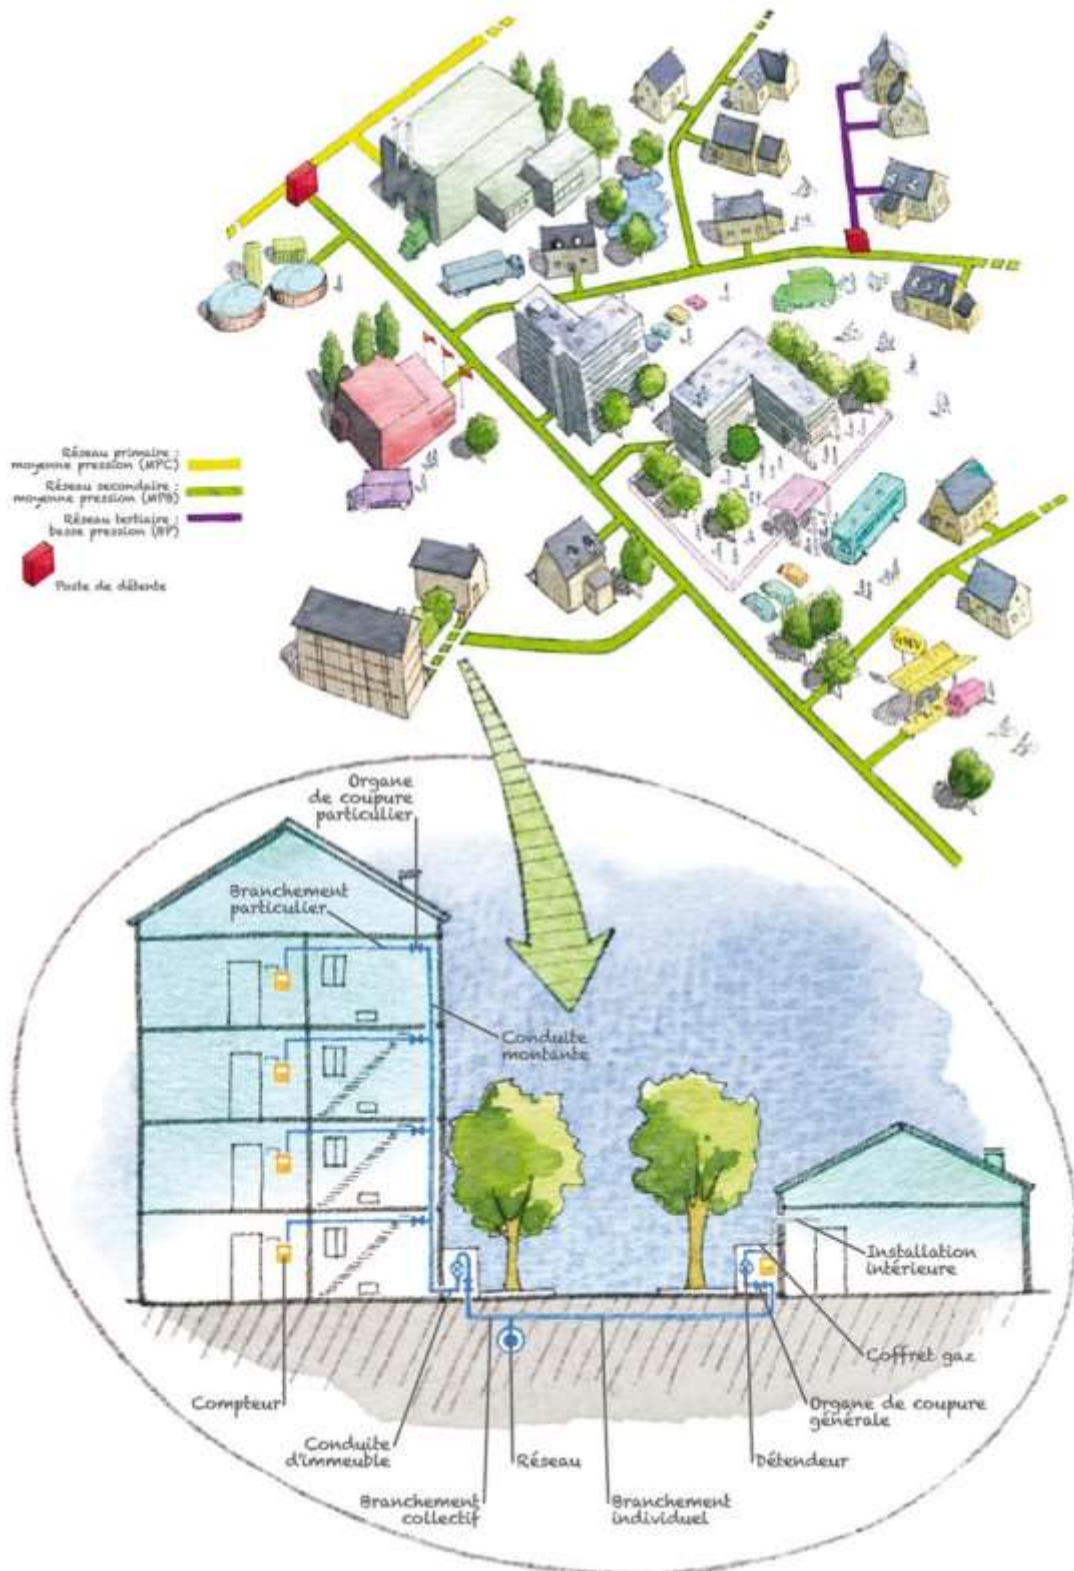 Réseau primaire :
moyenne pression (MPC)
Réseau secondaire :
moyenne pression (MPB)
Réseau tertiaire :
basse pression (BP)
Poste de détente
GNV
Organe
de coupure
particulier
Branchement
particulier
Conduite
montante
Installation
intérieure
Coffret gaz
Compteur
Organe de coupure
générale
Conduite
d'immeuble
Réseau
Détendeur
Branchement
collectif
Branchement
individuel